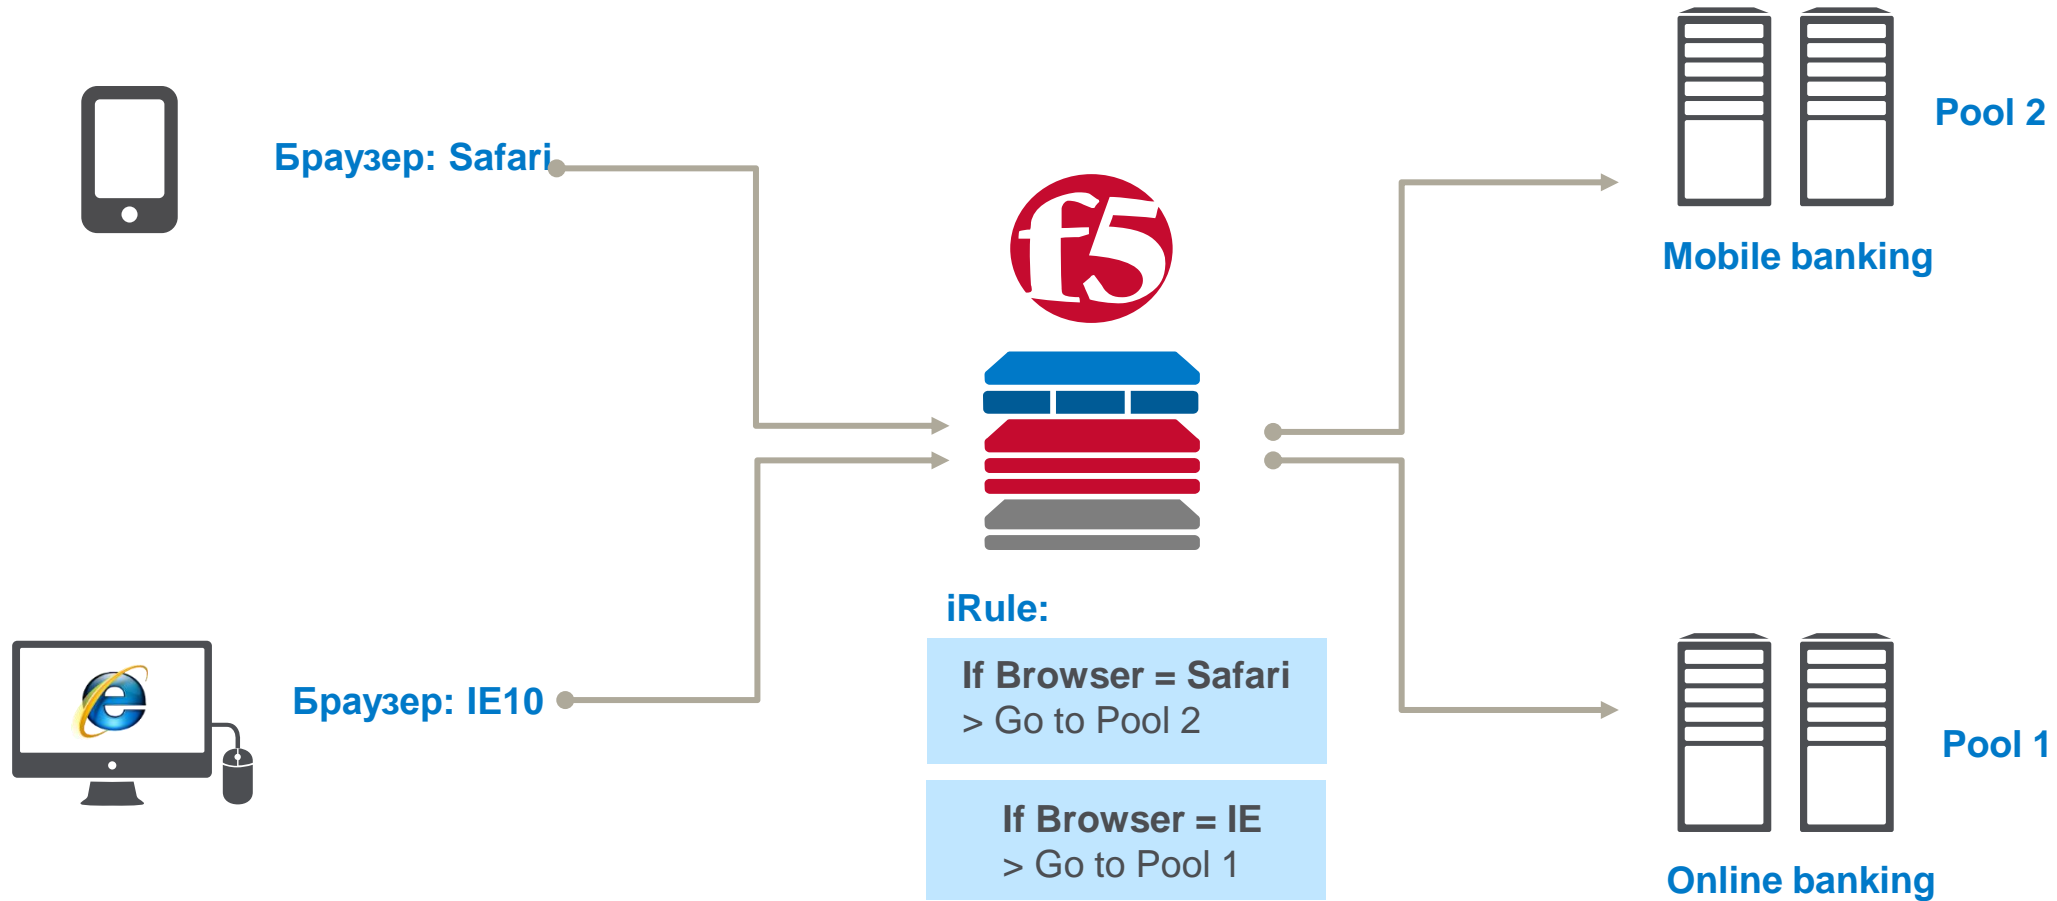 Браузер: Safari
f5
Pool 2
Mobile banking
Браузер: IE10
iRule:
If Browser = Safari
> Go to Pool 2
If Browser = IE
> Go to Pool 1
Pool 1
Online banking